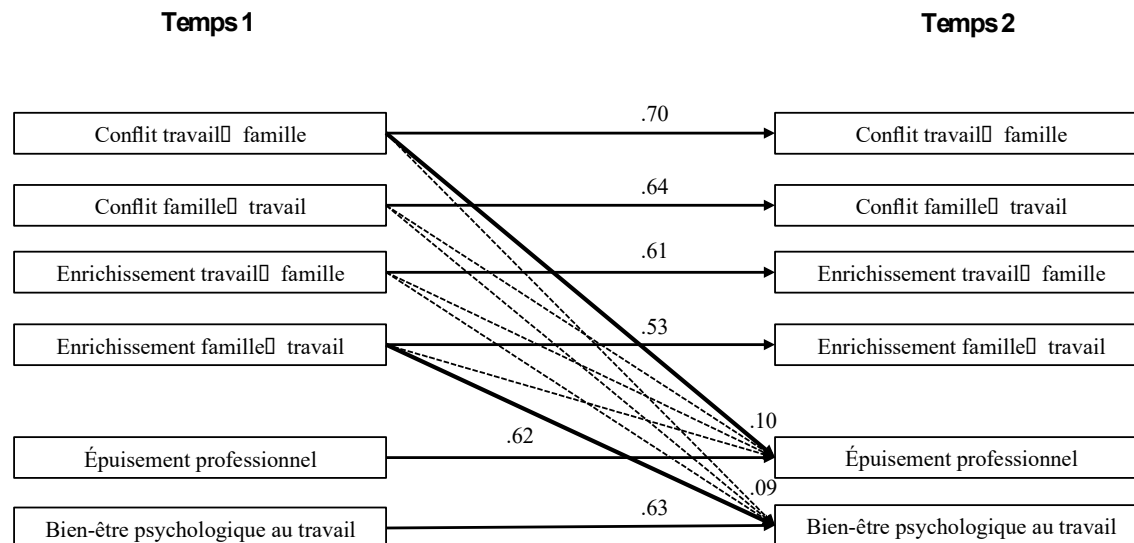 Temps 1 Temps 2
.70
Conflit travail▯ famille Conflit travail▯ famille
.64
Conflit famille▯ travail Conflit famille▯ travail
.61
Enrichissement travail▯ famille Enrichissement travail▯ famille
.53
Enrichissement famille▯ travail Enrichissement famille▯ travail
.10
.62
Épuisement professionnel Épuisement professionnel
.09
.63
Bien-être psychologique au travail Bien-être psychologique au travail